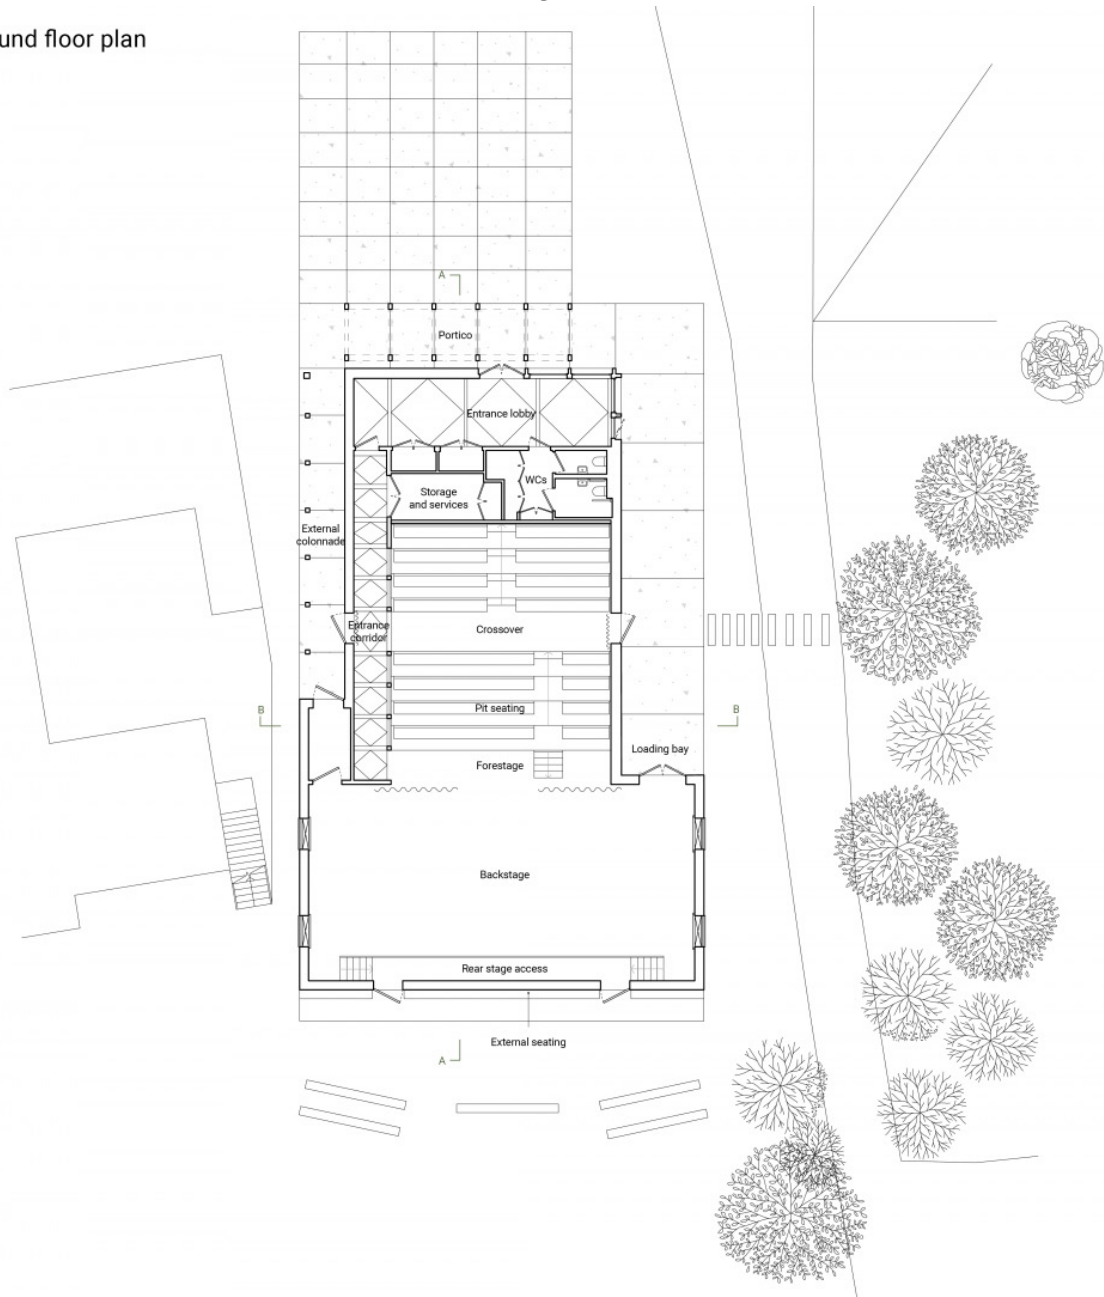 und floor plan
A
Portico
Entrance lobby
WCs
Storage
and services
External
colonnade
Entrance
corridor
Crossover
B
Pit seating
B
Loading bay
Forestage
Backstage
Rear stage access
External seating
A